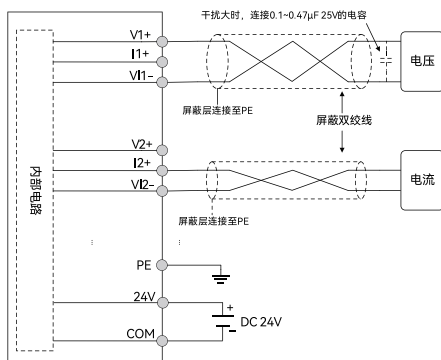 干扰大时，连接0.1~0.47μF 25V的电容
V1+
I1+
VI1-
电压
屏蔽层连接至PE
屏蔽双绞线
V2+
I2+
VI2-
电流
屏蔽层连接至PE
内部电路
PE
24V
+
DC 24V
-
COM